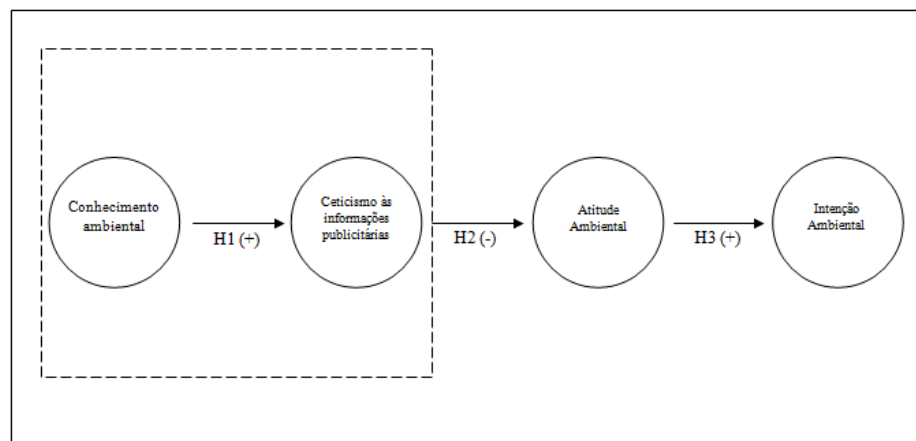 Conhecimento
ambiental
H1 (+)
Ceticismo às
informações
publicitárias
H2 (-)
Atitude
Ambiental
H3 (+)
Intenção
Ambiental